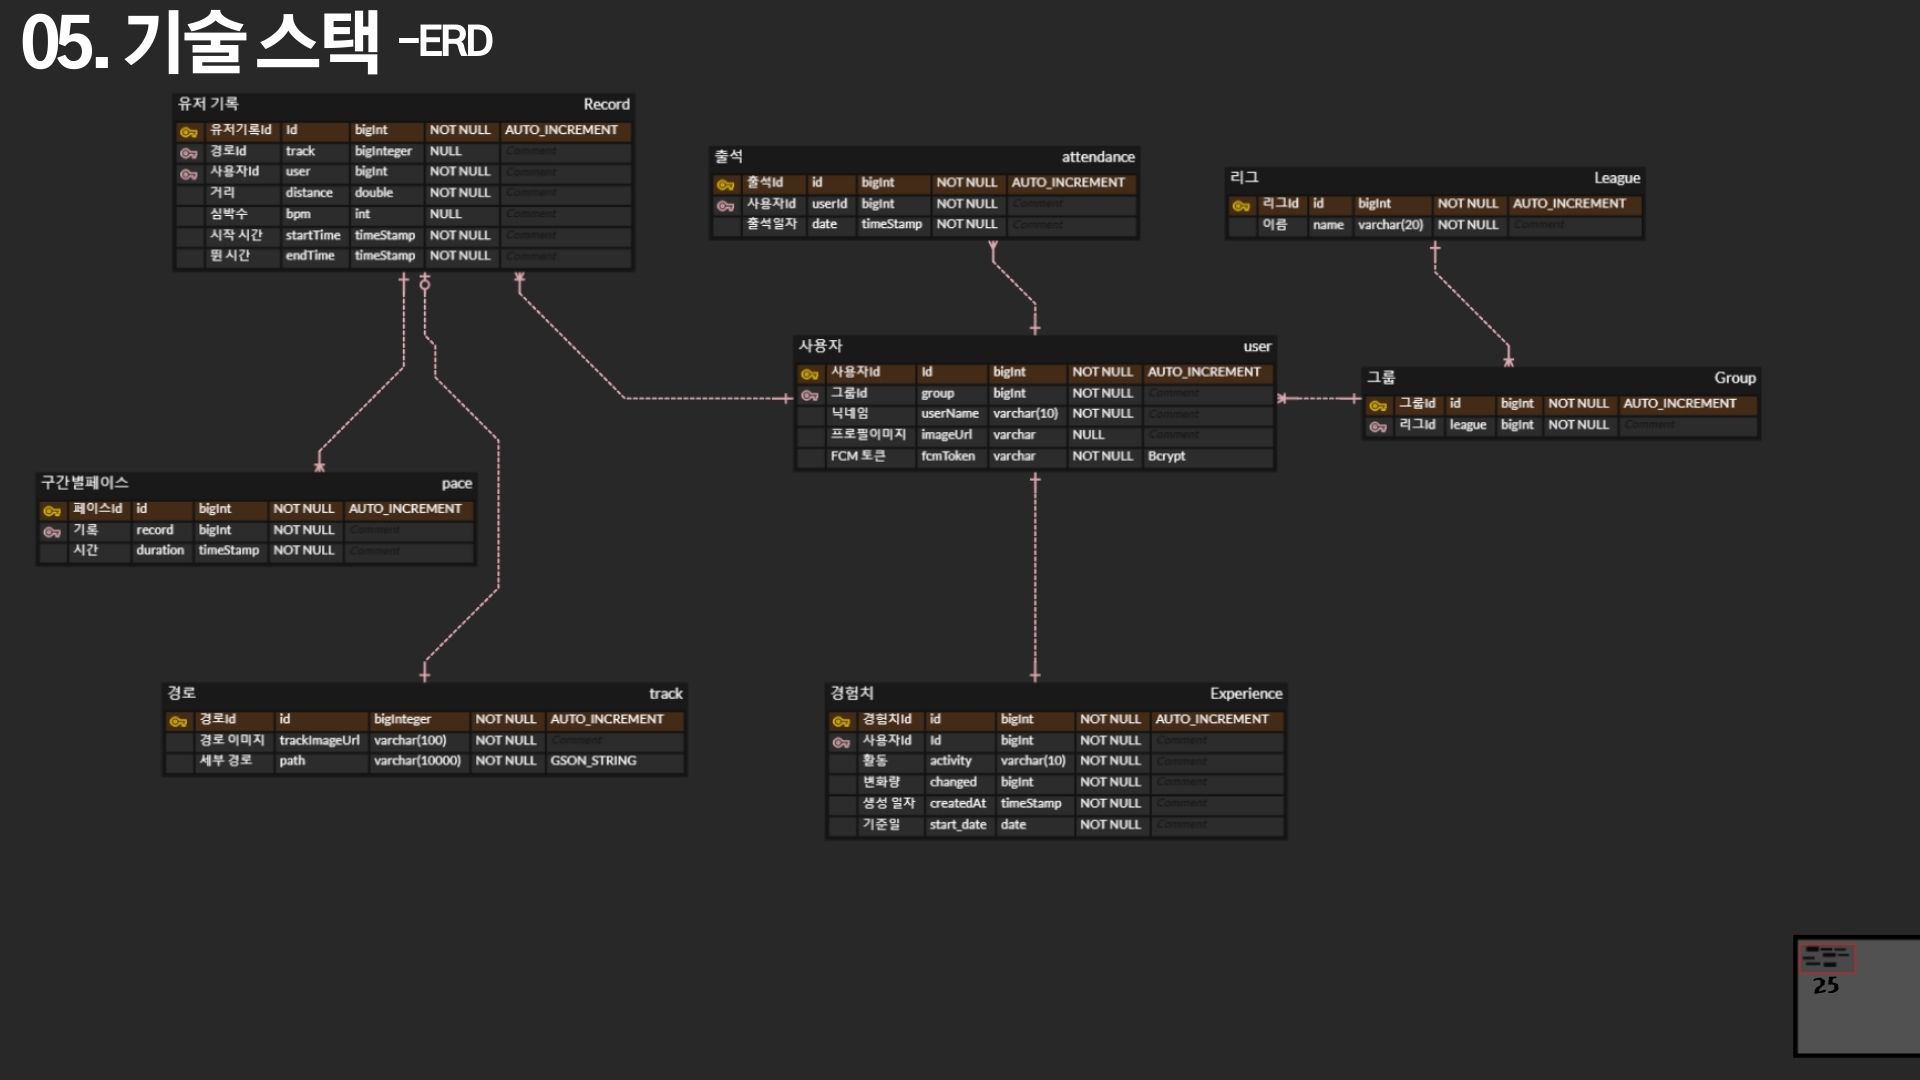 05. 기술 스택 -ERD
유저 기록 Record
유저기록Id Id bigInt NOT NULL AUTO_INCREMENT
경로Id track bigInteger NULL Comment
사용자Id user bigInt NOT NULL Comment
거리 distance double NOT NULL Comment
심박수 bpm int NULL Comment
시작 시간 startTime timeStamp NOT NULL Comment
뛴 시간 endTime timeStamp NOT NULL Comment
출석 attendance
출석Id id bigInt NOT NULL AUTO_INCREMENT
사용자Id userId bigInt NOT NULL Comment
출석일자 date timeStamp NOT NULL Comment
리그 League
리그Id id bigInt NOT NULL AUTO_INCREMENT
이름 name varchar(20) NOT NULL Comment
사용자 user
사용자Id Id bigInt NOT NULL AUTO_INCREMENT
그룹Id group bigInt NOT NULL Comment
닉네임 userName varchar(10) NOT NULL Comment
프로필이미지 imageUrl varchar NULL Comment
FCM 토큰 fcmToken varchar NOT NULL Bcrypt
그룹 Group
그룹Id id bigInt NOT NULL AUTO_INCREMENT
리그Id league bigInt NOT NULL Comment
구간별페이스 pace
페이스Id id bigInt NOT NULL AUTO_INCREMENT
기록 record bigInt NOT NULL Comment
시간 duration timeStamp NOT NULL Comment
경로 track
경로Id id bigInteger NOT NULL AUTO_INCREMENT
경로 이미지 trackImageUrl varchar(100) NOT NULL Comment
세부 경로 path varchar(10000) NOT NULL GSON_STRING
경험치 Experience
경험치Id id bigInt NOT NULL AUTO_INCREMENT
사용자Id Id bigInt NOT NULL Comment
활동 activity varchar(10) NOT NULL Comment
변화량 changed bigInt NOT NULL Comment
생성 일자 createdAt timeStamp NOT NULL Comment
기준일 start_date date NOT NULL Comment
25